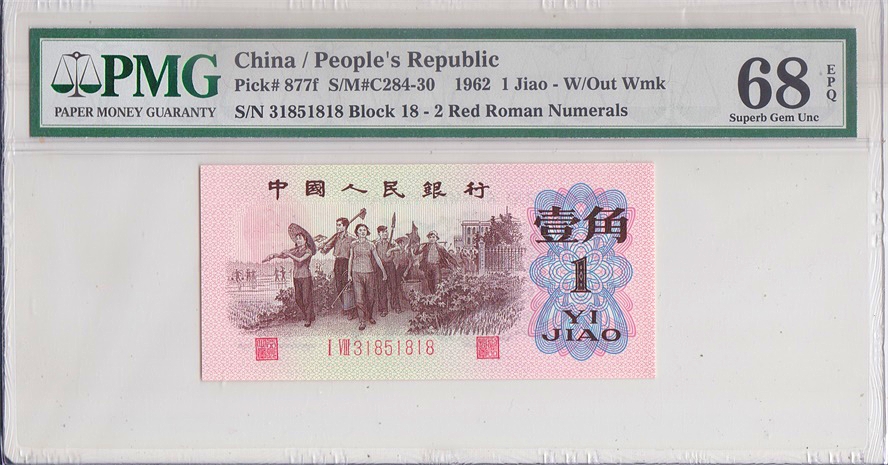 PMG
PAPER MONEY GUARANTY
China / People's Republic
Pick# 877f S/M#C284-30 1962 1 Jiao - W/Out Wmk
S/N 31851818 Block 18 - 2 Red Roman Numerals
68
EPQ
Superb Gem Unc
中國人民銀行
壹角
1
YI
JIAO
I VIII 31851818